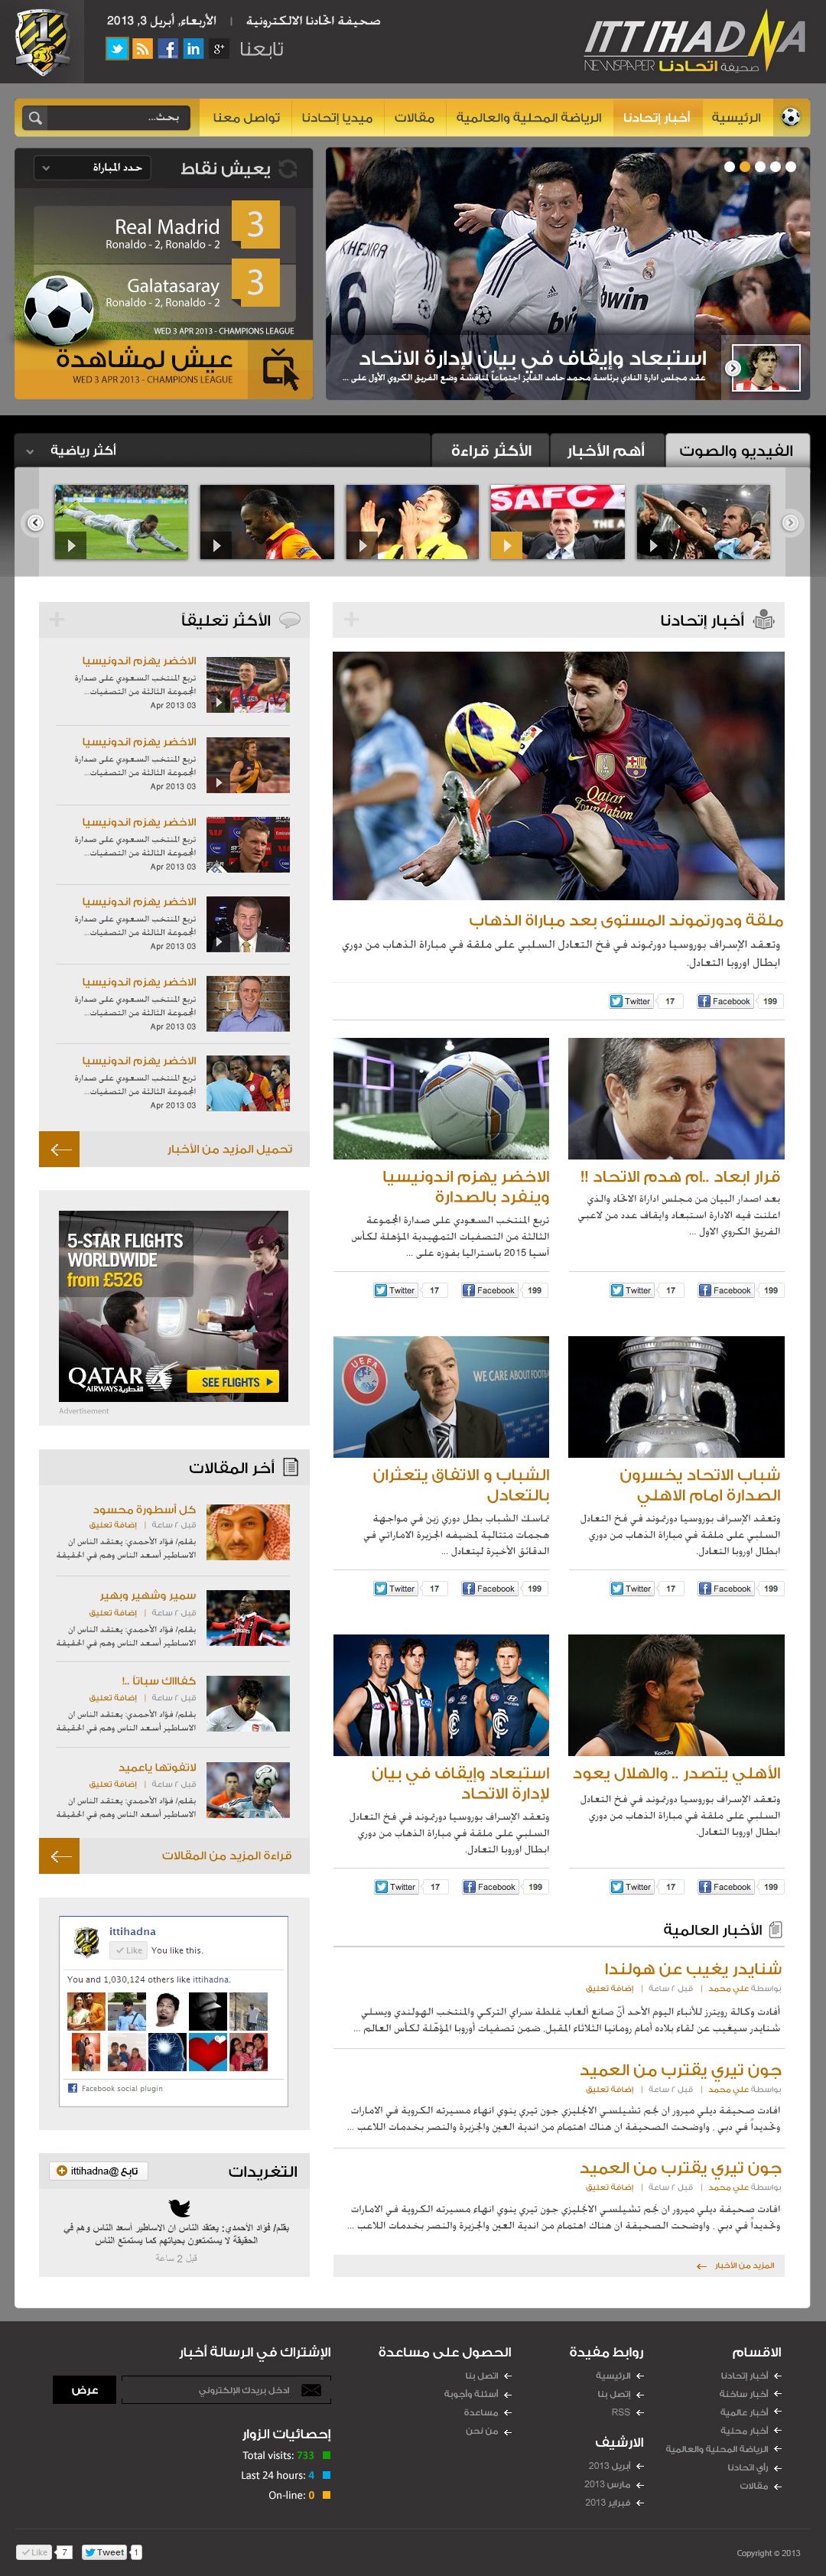 ITTIHADNA
NEWSPAPER صحيفة اتحادنا الالكترونية
صحيفة اتحادنا الالكترونية | الأربعاء, أبريل 3, 2013
تابعنا
الرئيسية
أخبار إتحادنا
الرياضة المحلية والعالمية
مقالات
ميديا إتحادنا
تواصل معنا
بحث...
استبعاد وإيقاف في بيان لإدارة الاتحاد
عقد مجلس ادارة النادي برئاسة محمد حامد الفايز اجتماعاً لمناقشة وضع الفريق الكروي الأول على ...
يعيش نقاط
حدد المباراة
Real Madrid 3
Ronaldo - 2, Ronaldo - 2
Galatasaray 3
Ronaldo - 2, Ronaldo - 2
WED 3 APR 2013 - CHAMPIONS LEAGUE
عيش لمشاهدة
WED 3 APR 2013 - CHAMPIONS LEAGUE
الفيديو والصوت
أهم الأخبار
الأكثر قراءة
أكثر رياضية
SAFC
أخبار إتحادنا
ملقة ودورتموند المستوى بعد مباراة الذهاب
وتعقد الإسراف بوروسيا دورتموند في فخ التعادل السلبي على ملقة في مباراة الذهاب من دوري
ابطال اوروبا التعادل.
Twitter 17 Facebook 199
قرار ابعاد ..ام هدم الاتحاد !!
بعد اصدار البيان من مجلس اداراة الاتحاد والذي
اعلنت فيه الادارة استبعاد وايقاف عدد من لاعبي
الفريق الكروي الاول ...
Twitter 17 Facebook 199
الاخضر يهزم اندونيسيا
وينفرد بالصدارة
تربع المنتخب السعودي على صدارة المجموعة
الثالثة من التصفيات التمهيدية المؤهلة لكأس
آسيا 2015 باستراليا بفوزه على ...
Twitter 17 Facebook 199
شباب الاتحاد يخسرون
الصدارة امام الاهلي
وتعقد الإسراف بوروسيا دورتموند في فخ التعادل
السلبي على ملقة في مباراة الذهاب من دوري
ابطال اوروبا التعادل.
Twitter 17 Facebook 199
UEFA
WE CARE ABOUT FOOTBALL
الشباب و الاتفاق يتعثران
بالتعادل
تماسك الشباب بطل دوري زين في مواجهة
هجمات متتالية لمضيفه الجزيرة الاماراتي في
الدقائق الأخيرة ليتعادل ...
Twitter 17 Facebook 199
الأهلي يتصدر .. والهلال يعود
وتعقد الإسراف بوروسيا دورتموند في فخ التعادل
السلبي على ملقة في مباراة الذهاب من دوري
ابطال اوروبا التعادل.
Twitter 17 Facebook 199
استبعاد وإيقاف في بيان
لإدارة الاتحاد
وتعقد الإسراف بوروسيا دورتموند في فخ التعادل
السلبي على ملقة في مباراة الذهاب من دوري
ابطال اوروبا التعادل.
Twitter 17 Facebook 199
الأخبار العالمية
شنايدر يغيب عن هولندا
بواسطة علي محمد | قبل ٢ ساعة | إضافة تعليق
أفادت وكالة رويترز للأنباء اليوم الأحد أنّ صانع ألعاب غلطة سراي التركي والمنتخب الهولندي ويسلي
شنايدر سيغيب عن لقاء بلاده أمام رومانيا الثلاثاء المقبل, ضمن تصفيات أوروبا المؤهّلة لكأس العالم ...
جون تيري يقترب من العميد
بواسطة علي محمد | قبل ٢ ساعة | إضافة تعليق
افادت صحيفة ديلي ميرور ان نجم تشيلسي الانجليزي جون تيري ينوي انهاء مسيرته الكروية في الامارات
وتحديداً في دبي , واوضحت الصحيفة ان هناك اهتمام من اندية العين والجزيرة والنصر بخدمات اللاعب ...
جون تيري يقترب من العميد
بواسطة علي محمد | قبل ٢ ساعة | إضافة تعليق
افادت صحيفة ديلي ميرور ان نجم تشيلسي الانجليزي جون تيري ينوي انهاء مسيرته الكروية في الامارات
وتحديداً في دبي , واوضحت الصحيفة ان هناك اهتمام من اندية العين والجزيرة والنصر بخدمات اللاعب ...
المزيد من الأخبار
الأكثر تعليقاً
الاخضر يهزم اندونيسيا
تربع المنتخب السعودي على صدارة
المجموعة الثالثة من التصفيات...
03 Apr 2013
الاخضر يهزم اندونيسيا
تربع المنتخب السعودي على صدارة
المجموعة الثالثة من التصفيات...
03 Apr 2013
الاخضر يهزم اندونيسيا
تربع المنتخب السعودي على صدارة
المجموعة الثالثة من التصفيات...
03 Apr 2013
الاخضر يهزم اندونيسيا
تربع المنتخب السعودي على صدارة
المجموعة الثالثة من التصفيات...
03 Apr 2013
الاخضر يهزم اندونيسيا
تربع المنتخب السعودي على صدارة
المجموعة الثالثة من التصفيات...
03 Apr 2013
الاخضر يهزم اندونيسيا
تربع المنتخب السعودي على صدارة
المجموعة الثالثة من التصفيات...
03 Apr 2013
تحميل المزيد من الأخبار
5-STAR FLIGHTS
WORLDWIDE
from £526
QATAR
AIRWAYS القطرية
SEE FLIGHTS
Advertisement
أخر المقالات
كل أسطورة محسود
قبل ٢ ساعة | إضافة تعليق
بقلم/ فؤاد الأحمدي: يعتقد الناس ان
الاساطير أسعد الناس وهم في الحقيقة
سمير وشهير وبهير
قبل ٢ ساعة | إضافة تعليق
بقلم/ فؤاد الأحمدي: يعتقد الناس ان
الاساطير أسعد الناس وهم في الحقيقة
كفاااك سباتاً ..!
قبل ٢ ساعة | إضافة تعليق
بقلم/ فؤاد الأحمدي: يعتقد الناس ان
الاساطير أسعد الناس وهم في الحقيقة
لاتفوتها ياعميد
قبل ٢ ساعة | إضافة تعليق
بقلم/ فؤاد الأحمدي: يعتقد الناس ان
الاساطير أسعد الناس وهم في الحقيقة
قراءة المزيد من المقالات
ittihadna
Like You like this.
You and 1,030,124 others like ittihadna.
Facebook social plugin
التغريدات
تابع @ittihadna
بقلم/ فؤاد الأحمدي: يعتقد الناس ان الاساطير أسعد الناس و هم في
الحقيقة لا يستمتعون بحياتهم كما يستمتع الناس
قبل 2 ساعة
الاقسام
أخبار إتحادنا
أخبار ساخنة
أخبار عالمية
أخبار محلية
الرياضة المحلية والعالمية
رأي اتحادنا
مقالات
روابط مفيدة
الرئيسية
إتصل بنا
RSS
الارشيف
أبريل 2013
مارس 2013
فبراير 2013
الحصول على مساعدة
اتصل بنا
أسئلة وأجوبة
مساعدة
من نحن
الإشتراك في الرسالة أخبار
ادخل بريدك الإلكتروني
عرض
إحصائيات الزوار
Total visits: 733
Last 24 hours: 4
On-line: 0
Like 7 Tweet 1
Copyright © 2013